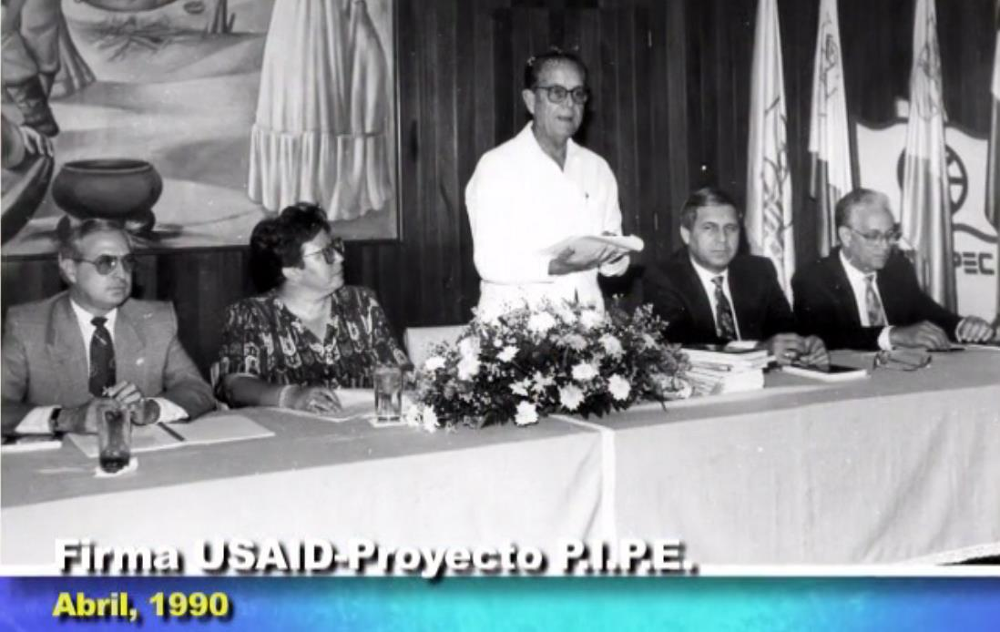 PEC
Firma USAID-Proyecto P.I.P.E.
Abril, 1990